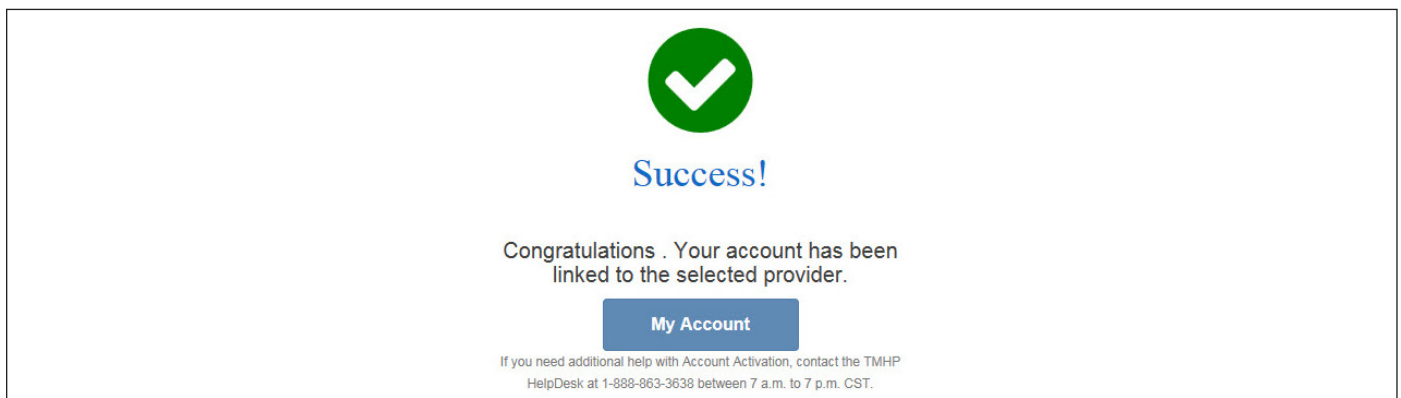 Success!
Congratulations . Your account has been
linked to the selected provider.
My Account
If you need additional help with Account Activation, contact the TMHP
HelpDesk at 1-888-863-3638 between 7 a.m. to 7 p.m. CST.